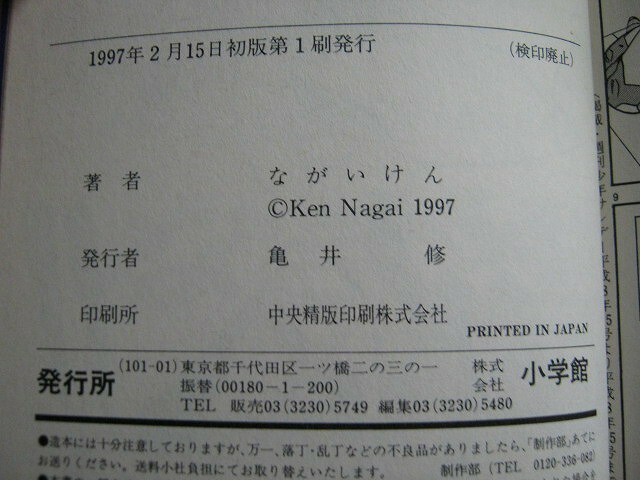 1997年2月15日初版第1刷発行 (検印廃止)
著者 ながいけん
©Ken Nagai 1997
発行者 亀井 修
印刷所 中央精版印刷株式会社
PRINTED IN JAPAN
発行所 (101-01)東京都千代田区一ツ橋二の三の一 株式会社 小学館
振替(00180-1-200)
TEL 販売03(3230)5749 編集03(3230)5480
●造本には十分注意しておりますが、万一、落丁・乱丁などの不良品がありましたら、「制作部」あてに
お送りください。送料小社負担にてお取り替えいたします。 制作部(TEL 0120-336-082)
9